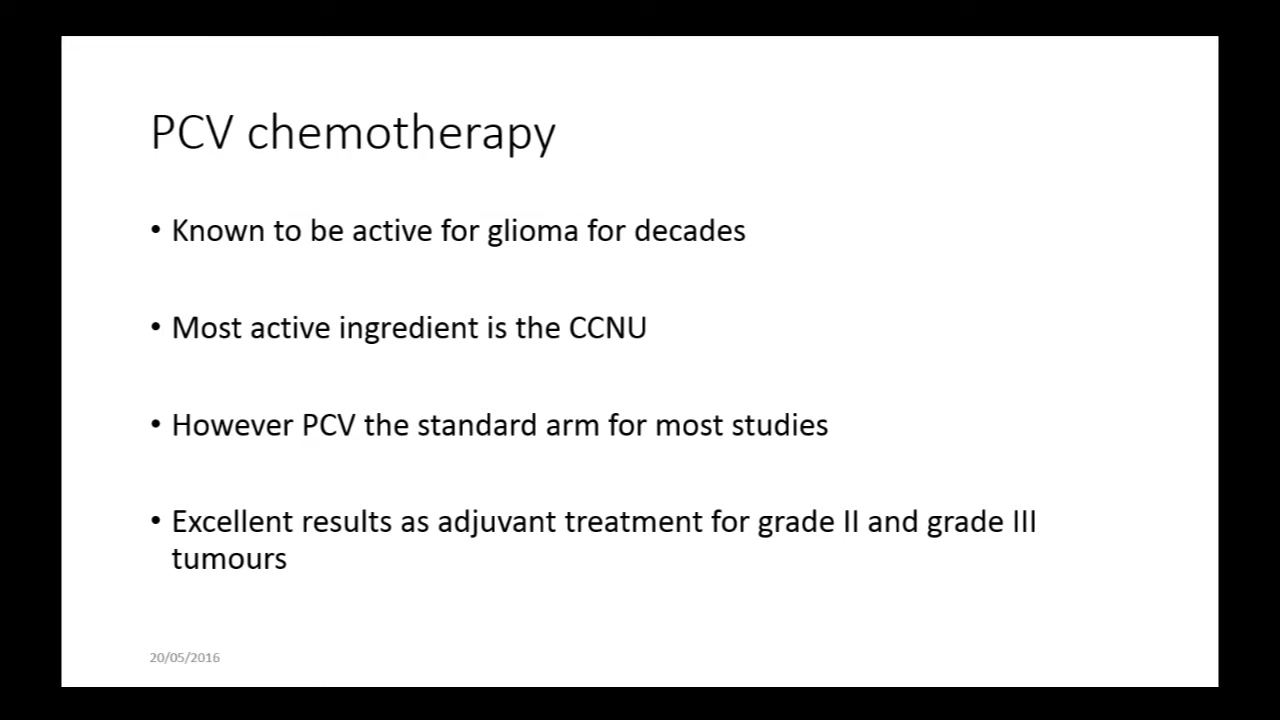 PCV chemotherapy
• Known to be active for glioma for decades
• Most active ingredient is the CCNU
• However PCV the standard arm for most studies
• Excellent results as adjuvant treatment for grade II and grade III
tumours
20/05/2016